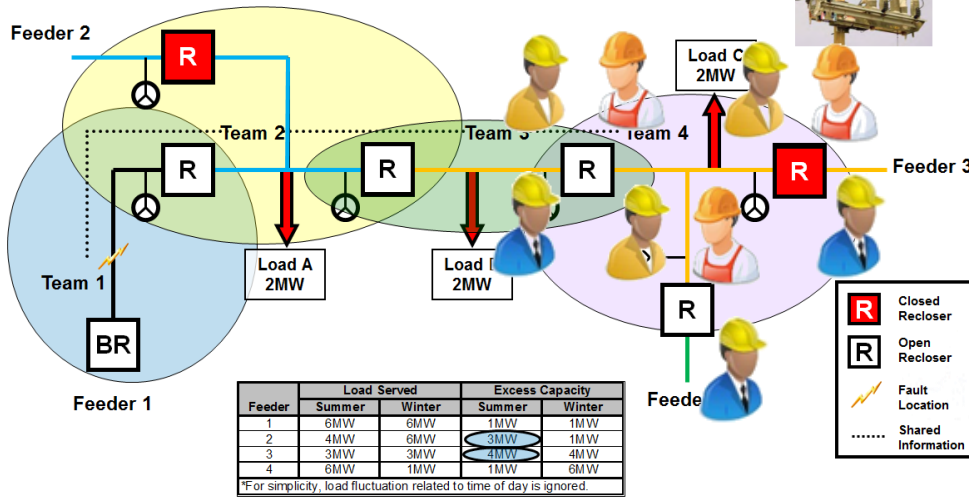 Feeder 2
R
Load C
2MW
Team 2
Team 3
Team 4
R
R
R
R
Feeder 3
Load A
2MW
Load
2MW
Team 1
BR
R
Feeder 1
R
Closed
Recloser
R
Open
Recloser
Fault
Location
Shared
Information
Load Served
Excess Capacity
Feeder
Summer
Winter
Summer
Winter
1 6MW 6MW 1MW 1MW
2 4MW 6MW 3MW 1MW
3 3MW 3MW 4MW 4MW
4 6MW 1MW 1MW 6MW
*For simplicity, load fluctuation related to time of day is ignored.